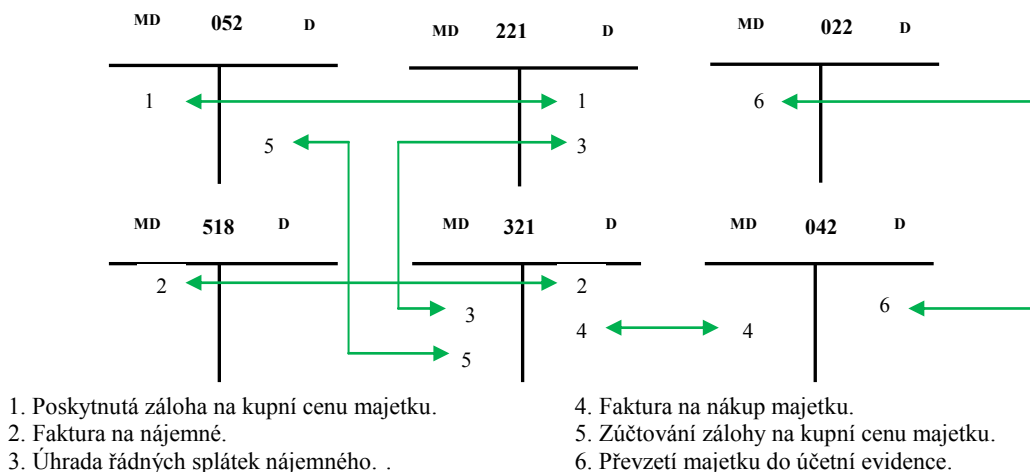 MD 052 D MD 221 D MD 022 D
1 1 6
5 3
MD 518 D MD 321 D MD 042 D
2 2
3 6
4 4
5
1. Poskytnutá záloha na kupní cenu majetku.
2. Faktura na nájemné.
3. Úhrada řádných splátek nájemného. .
4. Faktura na nákup majetku.
5. Zúčtování zálohy na kupní cenu majetku.
6. Převzetí majetku do účetní evidence.